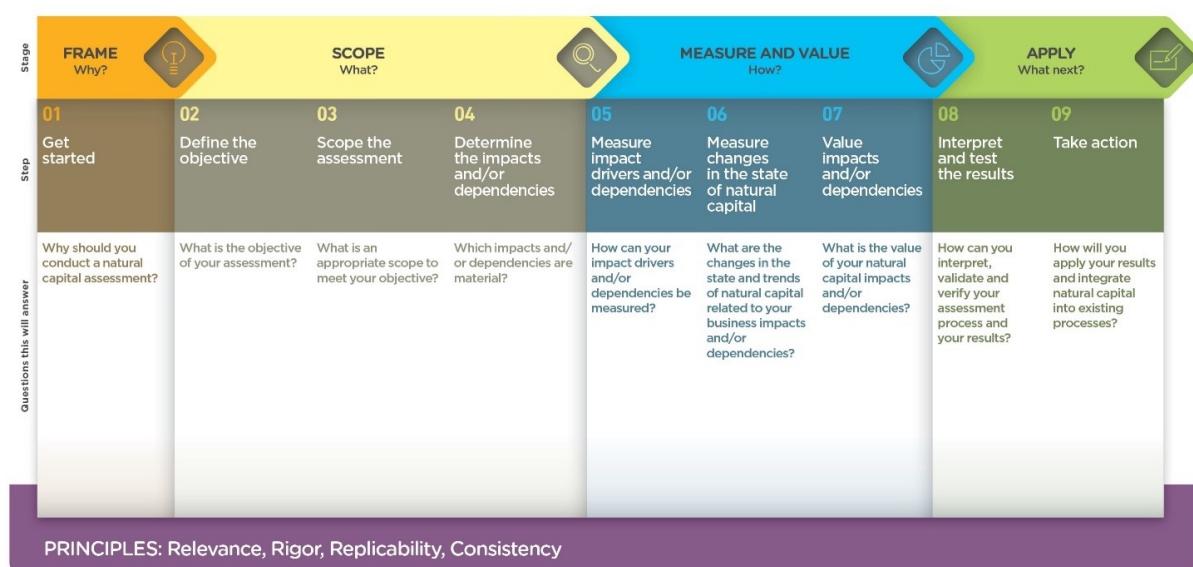 Stage
FRAME
Why?
SCOPE
What?
MEASURE AND VALUE
How?
APPLY
What next?
Step
01
Get
started
02
Define the
objective
03
Scope the
assessment
04
Determine
the impacts
and/or
dependencies
05
Measure
impact
drivers and/or
dependencies
06
Measure
changes
in the state
of natural
capital
07
Value
impacts
and/or
dependencies
08
Interpret
and test
the results
09
Take action
Questions this will answer
Why should you
conduct a natural
capital assessment?
What is the objective
of your assessment?
What is an
appropriate scope to
meet your objective?
Which impacts and/
or dependencies are
material?
How can your
impact drivers
and/or
dependencies be
measured?
What are the
changes in the
state and trends
of natural capital
related to your
business impacts
and/or
dependencies?
What is the value
of your natural
capital impacts
and/or
dependencies?
How can you
interpret,
validate and
verify your
assessment
process and
your results?
How will you
apply your results
and integrate
natural capital
into existing
processes?
PRINCIPLES: Relevance, Rigor, Replicability, Consistency